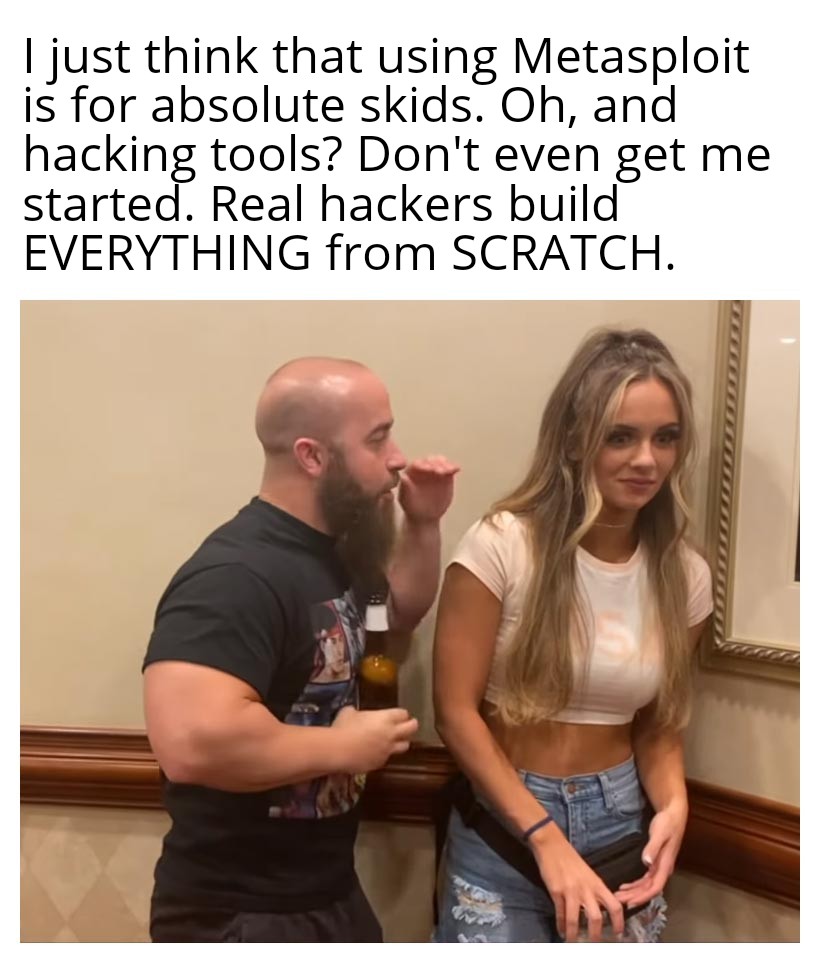 I just think that using Metasploit
is for absolute skids. Oh, and
hacking tools? Don't even get me
started. Real hackers build
EVERYTHING from SCRATCH.